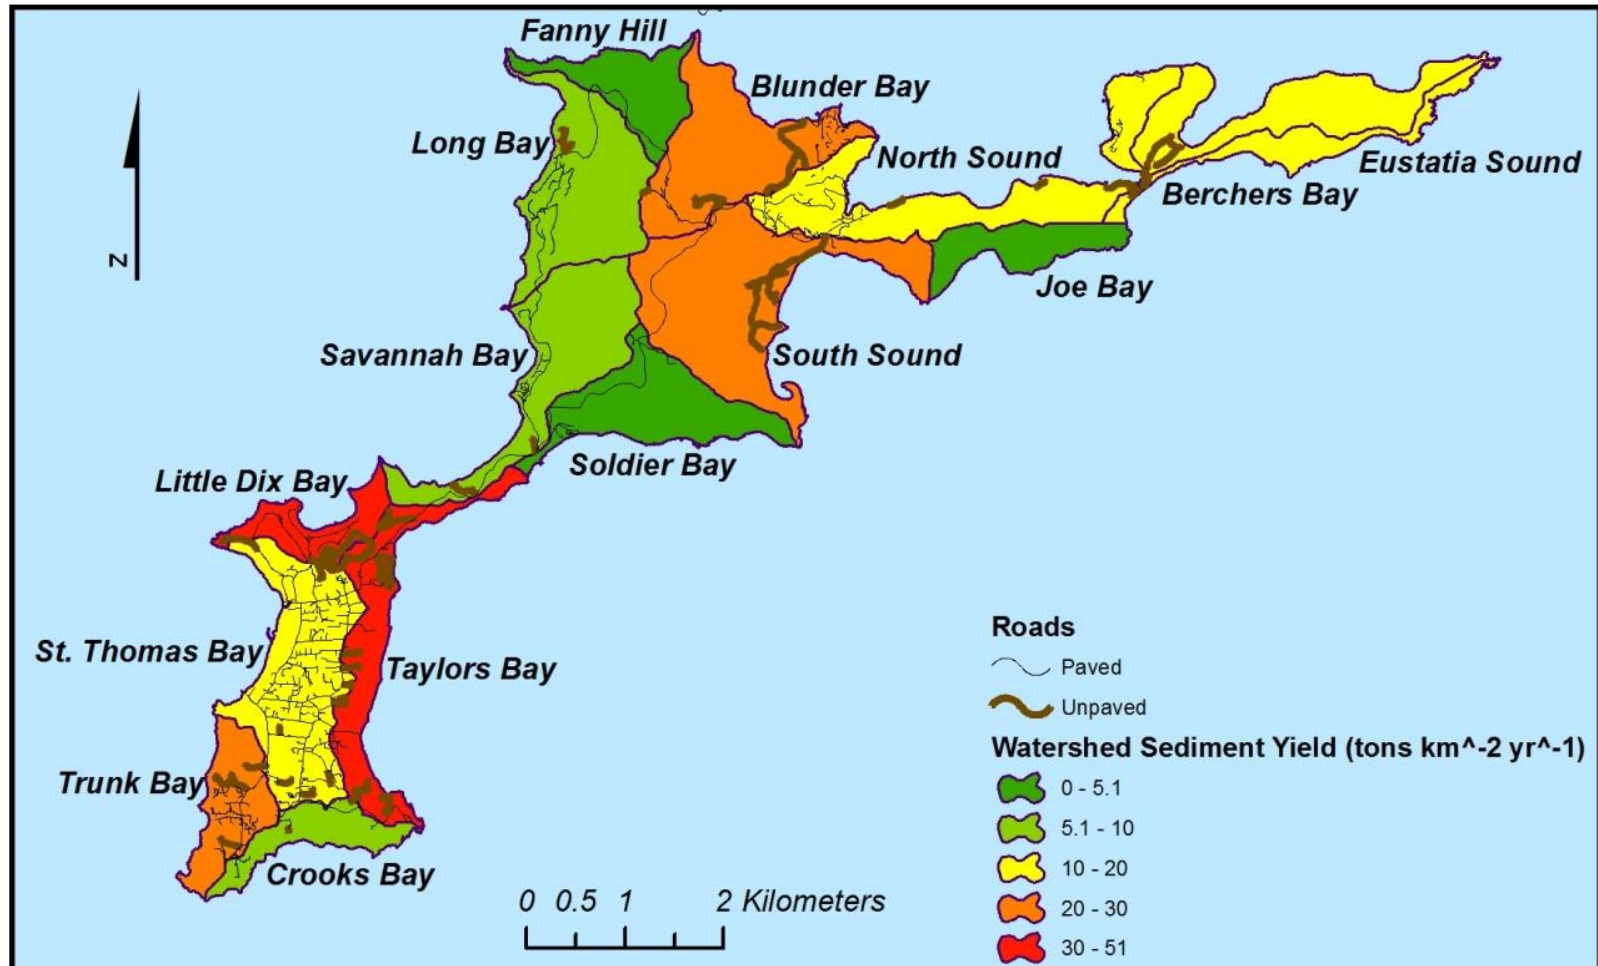 Fanny Hill
Blunder Bay
Long Bay
North Sound
Eustatia Sound
Berchers Bay
Z
Joe Bay
Savannah Bay
South Sound
Soldier Bay
Little Dix Bay
Roads
St. Thomas Bay
Taylors Bay
Paved
Unpaved
Watershed Sediment Yield (tons km^-2 yr^-1)
Trunk Bay
0 - 5.1
5.1 - 10
Crooks Bay
10 - 20
0 0.5 1 2 Kilometers
20 - 30
30 - 51